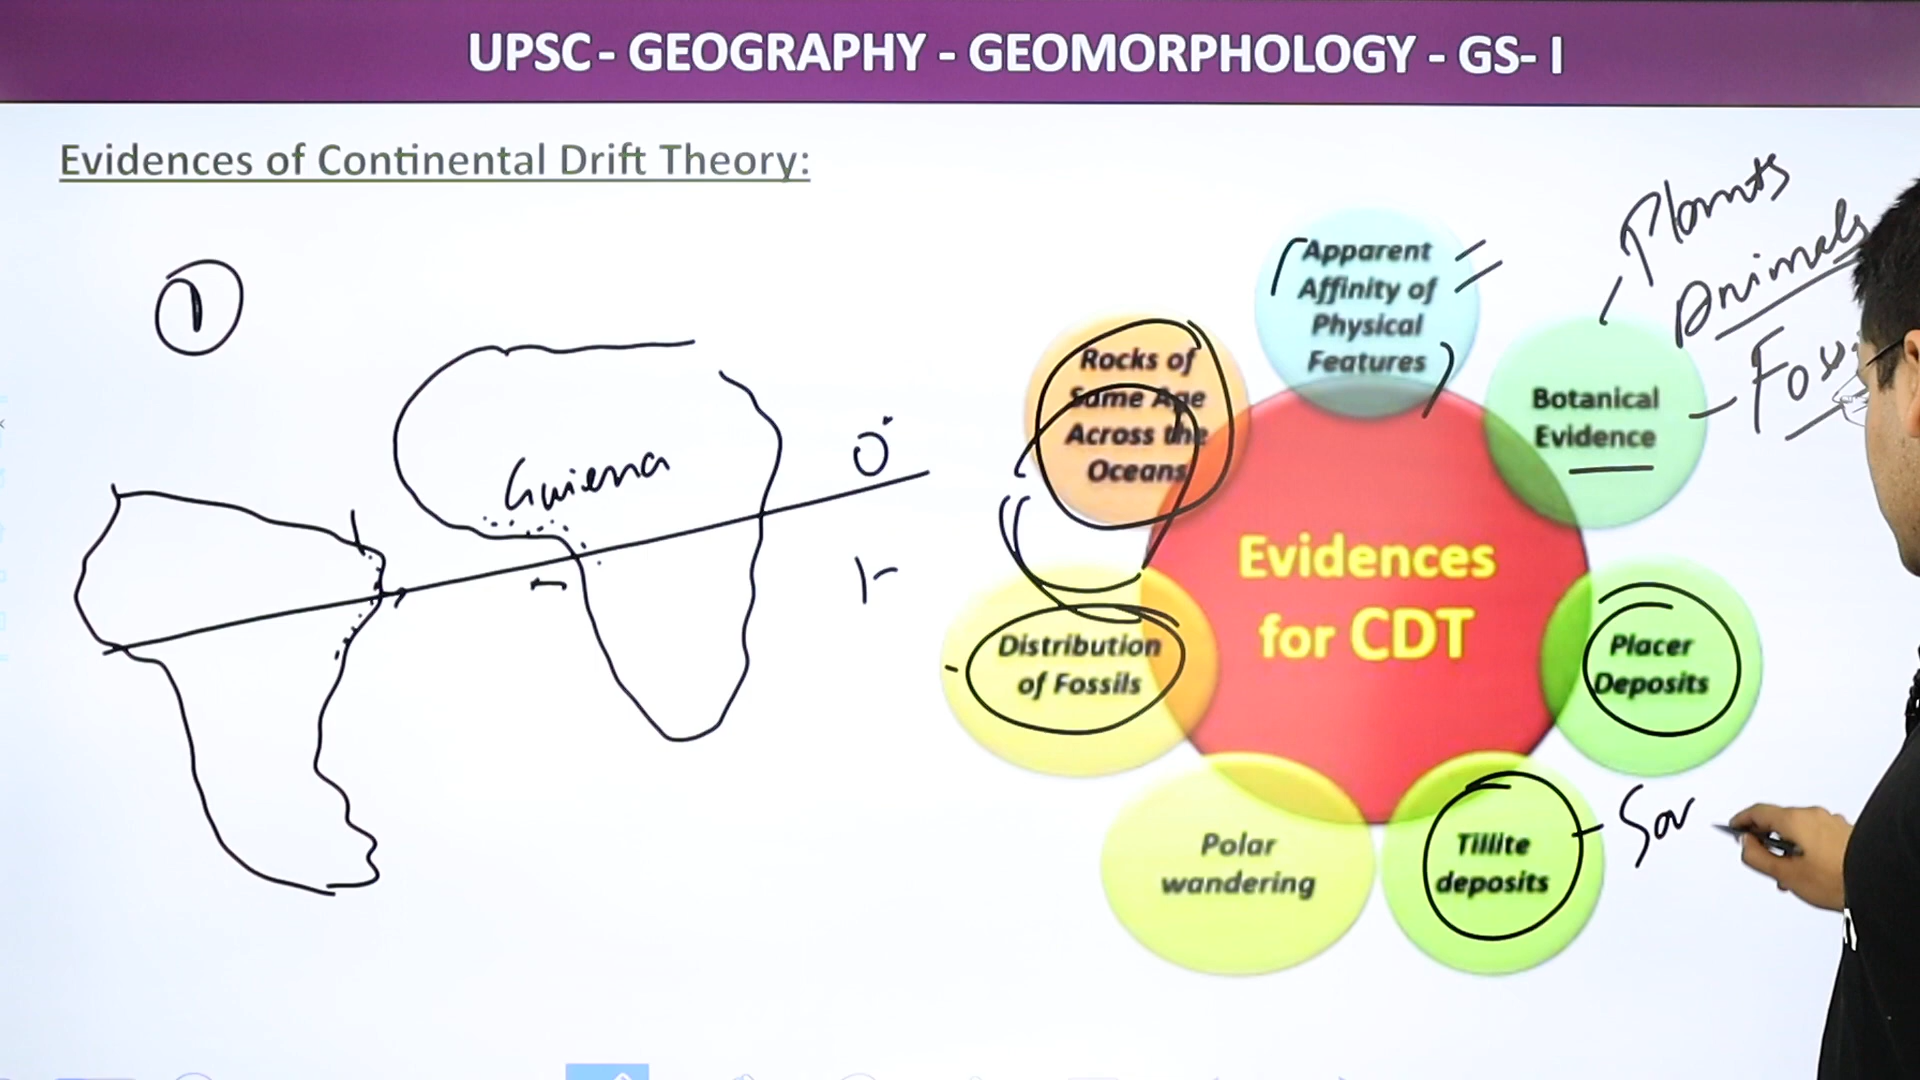 UPSC - GEOGRAPHY - GEOMORPHOLOGY - GS- I
Evidences of Continental Drift Theory:
1
Guiena
0°
Apparent
Affinity of
Physical
Features
Plants
Animals
Botanical
Evidence
Rocks of
Same Age
Across the
Oceans
Evidences
for CDT
Placer
Deposits
Distribution
of Fossils
Polar
wandering
Tillite
deposits